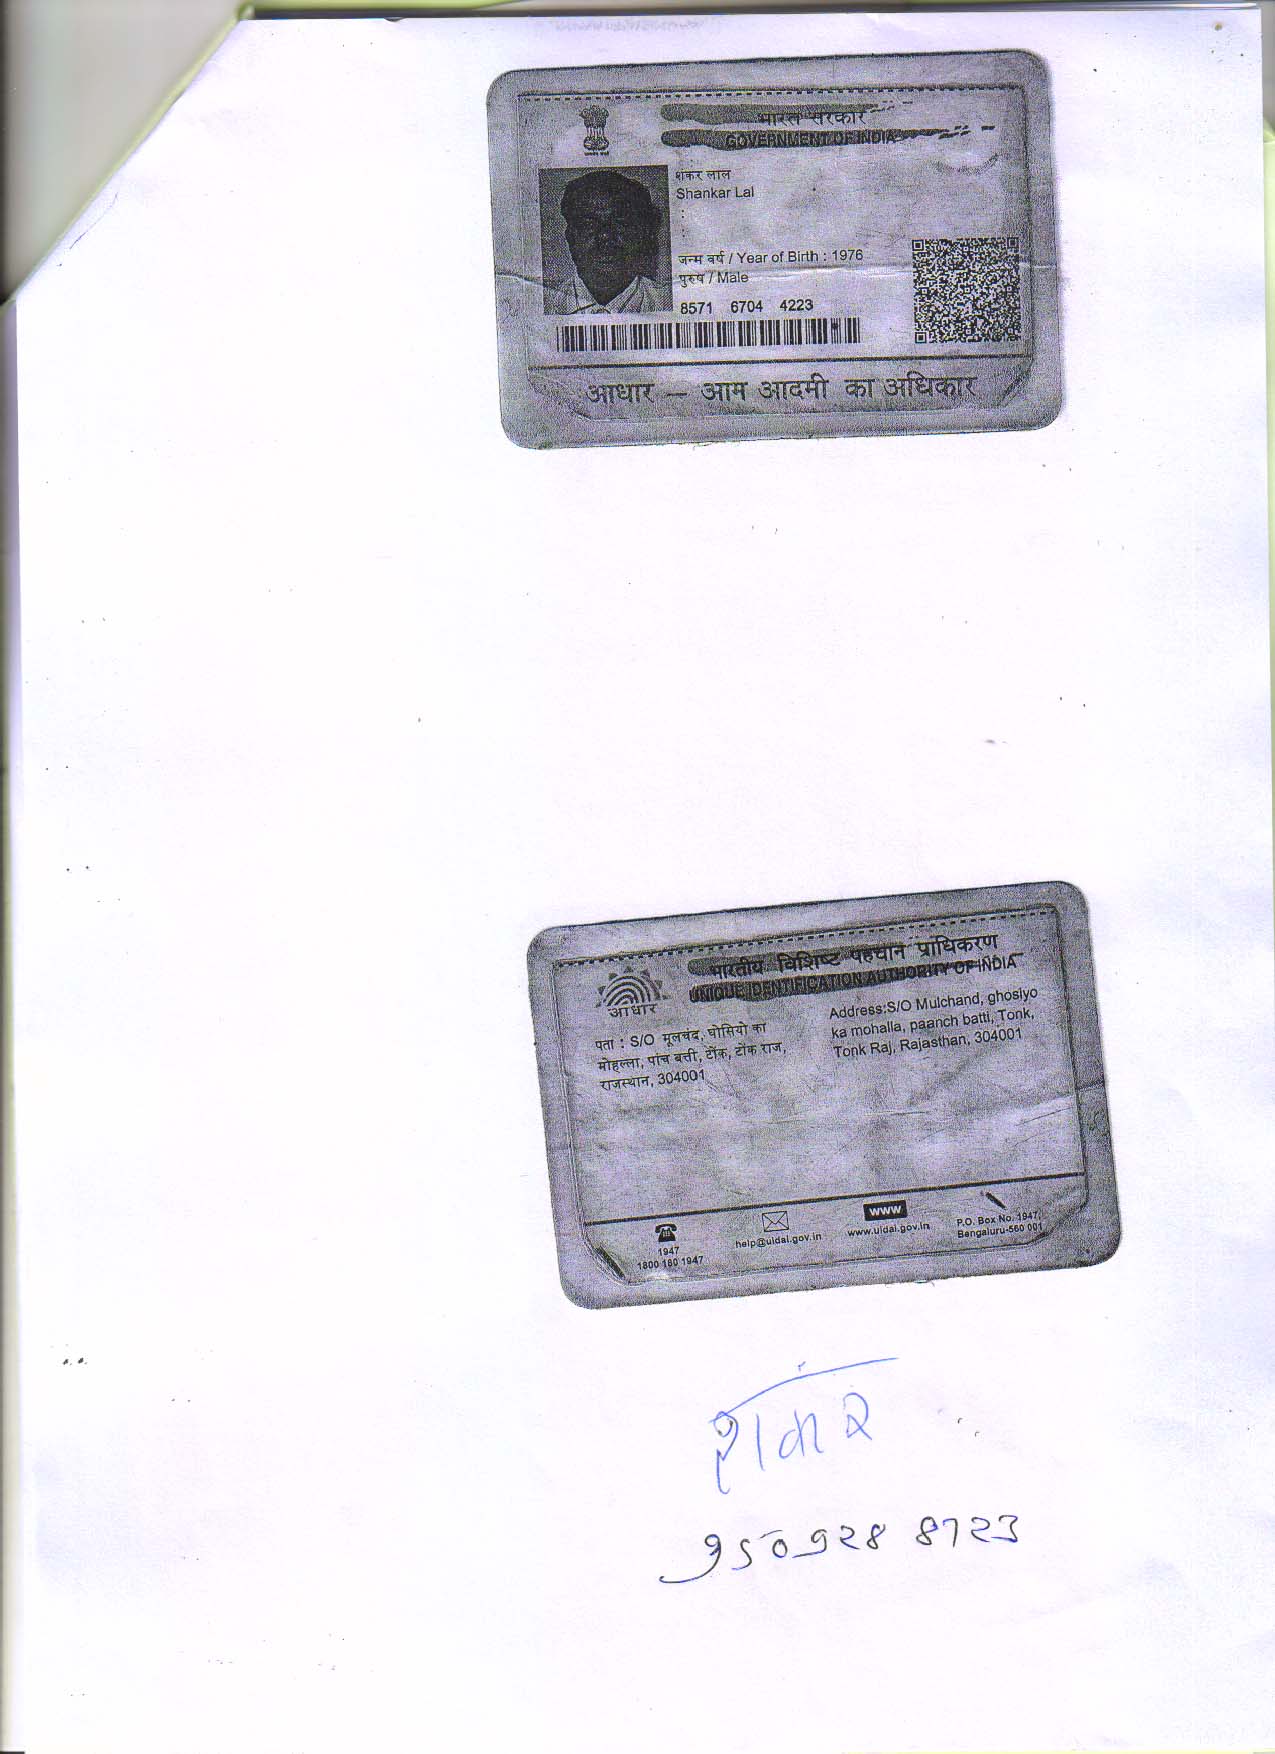 भारत सरकार
GOVERNMENT OF INDIA
शंकर लाल
Shankar Lal
:
:
जन्म वर्ष / Year of Birth : 1976
पुरुष / Male
8571 6704 4223
आधार – आम आदमी का अधिकार
भारतीय विशिष्ट पहचान प्राधिकरण
UNIQUE IDENTIFICATION AUTHORITY OF INDIA
आधार
पता : S/O मूलचंद, घोसियो का
मोहल्ला, पांच बत्ती, टोंक, टोंक राज,
राजस्थान, 304001
Address:S/O Mulchand, ghosiyo
ka mohalla, paanch batti, Tonk,
Tonk Raj, Rajasthan, 304001
1947
1800 180 1947
help@uidai.gov.in
www
www.uidai.gov.in
P.O. Box No. 1947,
Bengaluru-560 001
शंकर
950928 8723